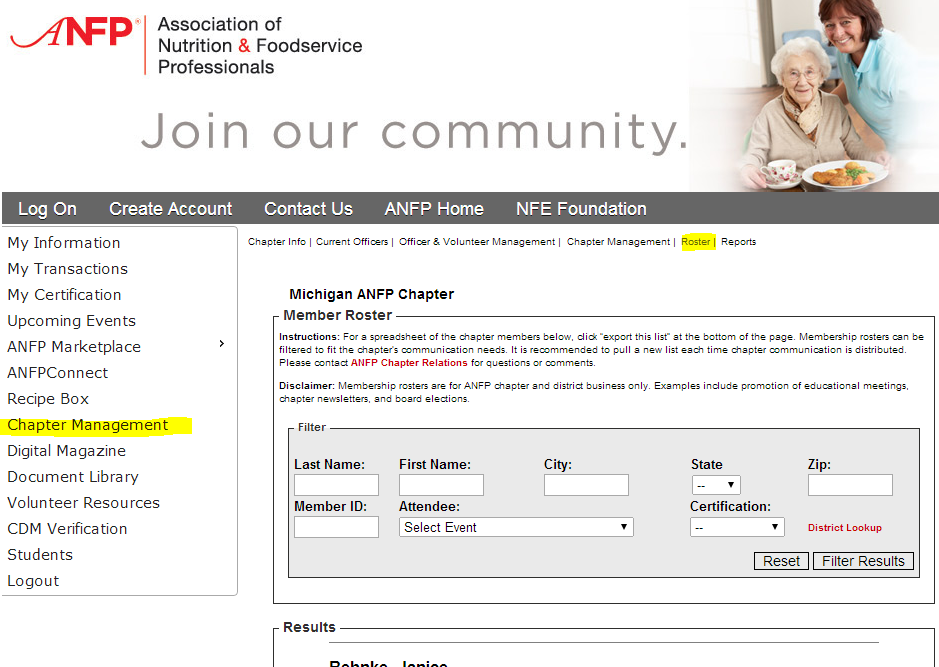 ANFP® Association of
Nutrition & Foodservice
Professionals
Join our community.
Log On Create Account Contact Us ANFP Home NFE Foundation
My Information
My Transactions
My Certification
Upcoming Events
ANFP Marketplace ›
ANFPConnect
Recipe Box
Chapter Management
Digital Magazine
Document Library
Volunteer Resources
CDM Verification
Students
Logout
Chapter Info | Current Officers | Officer & Volunteer Management | Chapter Management | Roster | Reports
Michigan ANFP Chapter
Member Roster
Instructions: For a spreadsheet of the chapter members below, click "export this list" at the bottom of the page. Membership rosters can be
filtered to fit the chapter's communication needs. It is recommended to pull a new list each time chapter communication is distributed.
Please contact ANFP Chapter Relations for questions or comments.
Disclaimer: Membership rosters are for ANFP chapter and district business only. Examples include promotion of educational meetings,
chapter newsletters, and board elections.
Filter
Last Name: First Name: City: State Zip:
--
Member ID: Attendee: Certification:
Select Event -- District Lookup
Reset Filter Results
Results
Behnke, Janice